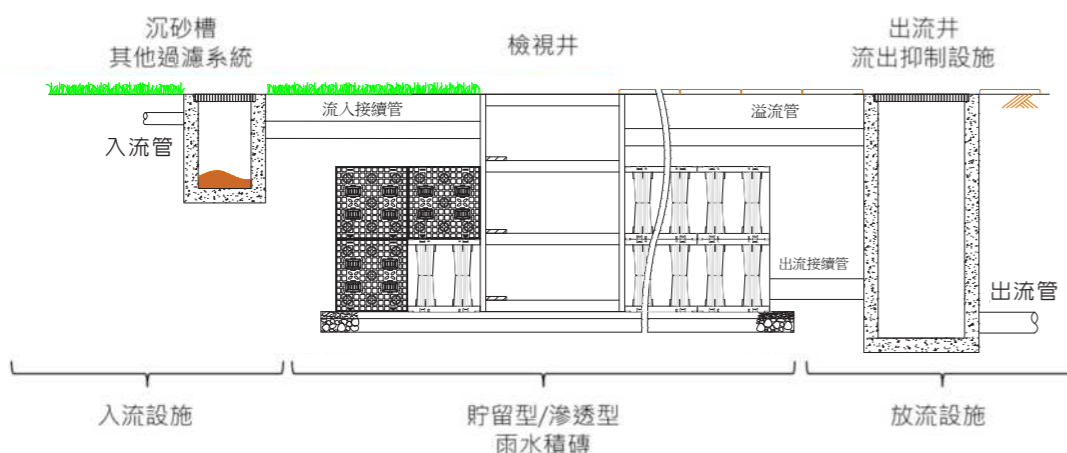 沉砂槽
其他過濾系統
檢視井
出流井
流出抑制設施
流入接續管
溢流管
入流管
出流接續管
出流管
入流設施
貯留型/滲透型
雨水積磚
放流設施